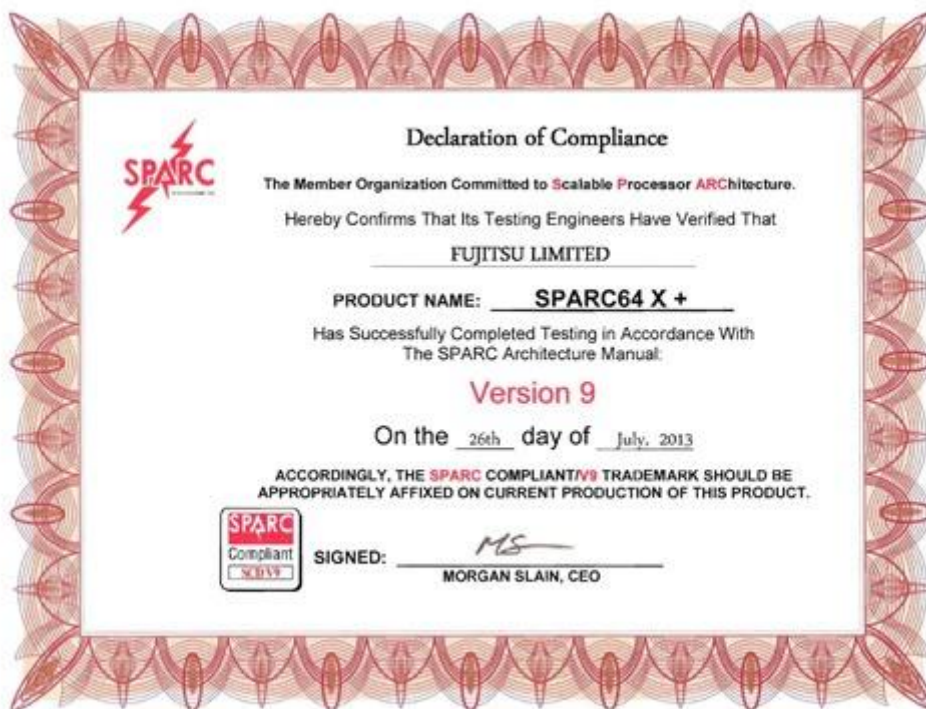 SPARC
Declaration of Compliance
The Member Organization Committed to Scalable Processor ARChitecture.
Hereby Confirms That Its Testing Engineers Have Verified That
FUJITSU LIMITED
PRODUCT NAME: SPARC64 X +
Has Successfully Completed Testing in Accordance With
The SPARC Architecture Manual:
Version 9
On the 26th day of July, 2013
ACCORDINGLY, THE SPARC COMPLIANT/V9 TRADEMARK SHOULD BE
APPROPRIATELY AFFIXED ON CURRENT PRODUCTION OF THIS PRODUCT.
SPARC
Compliant
SCD V9
SIGNED: MS
MORGAN SLAIN, CEO